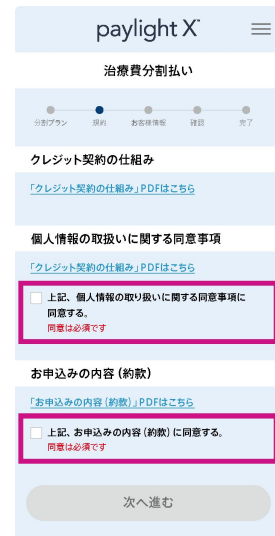 paylight X
治療費分割払い
分割プラン 規約 お客様情報 確認 完了
クレジット契約の仕組み
「クレジット契約の仕組み」PDFはこちら
個人情報の取扱いに関する同意事項
「クレジット契約の仕組み」PDFはこちら
上記、個人情報の取り扱いに関する同意事項に
同意する。
同意は必須です
お申込みの内容（約款）
「お申込みの内容（約款）」PDFはこちら
上記、お申込みの内容（約款）に同意する。
同意は必須です
次へ進む